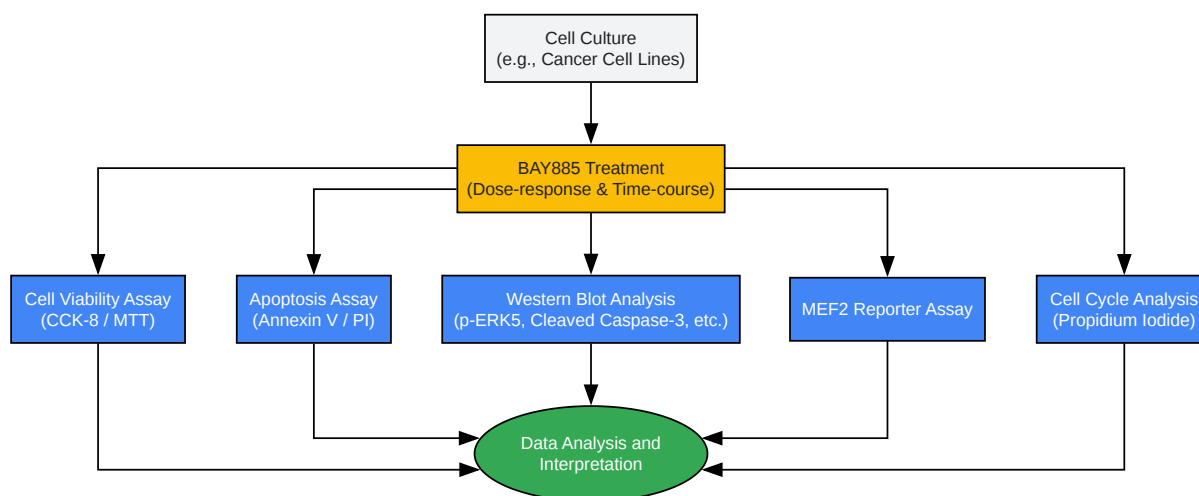 Cell Culture
(e.g., Cancer Cell Lines)
BAY885 Treatment
(Dose-response & Time-course)
Cell Viability Assay
(CCK-8 / MTT)
Apoptosis Assay
(Annexin V / PI)
Western Blot Analysis
(p-ERK5, Cleaved Caspase-3, etc.)
MEF2 Reporter Assay
Cell Cycle Analysis
(Propidium Iodide)
Data Analysis and
Interpretation